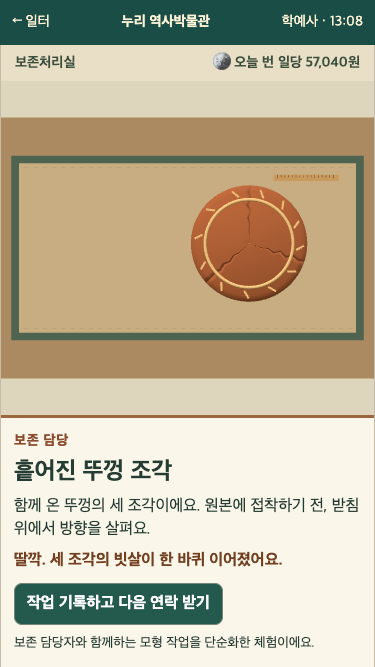 ← 일터 누리 역사박물관 학예사 · 13:08
보존처리실 오늘 번 일당 57,040원
보존 담당
흩어진 뚜껑 조각
함께 온 뚜껑의 세 조각이에요. 원본에 접착하기 전, 받침
위에서 방향을 살펴요.
딸깍. 세 조각의 빗살이 한 바퀴 이어졌어요.
작업 기록하고 다음 연락 받기
보존 담당자와 함께하는 모형 작업을 단순화한 체험이에요.